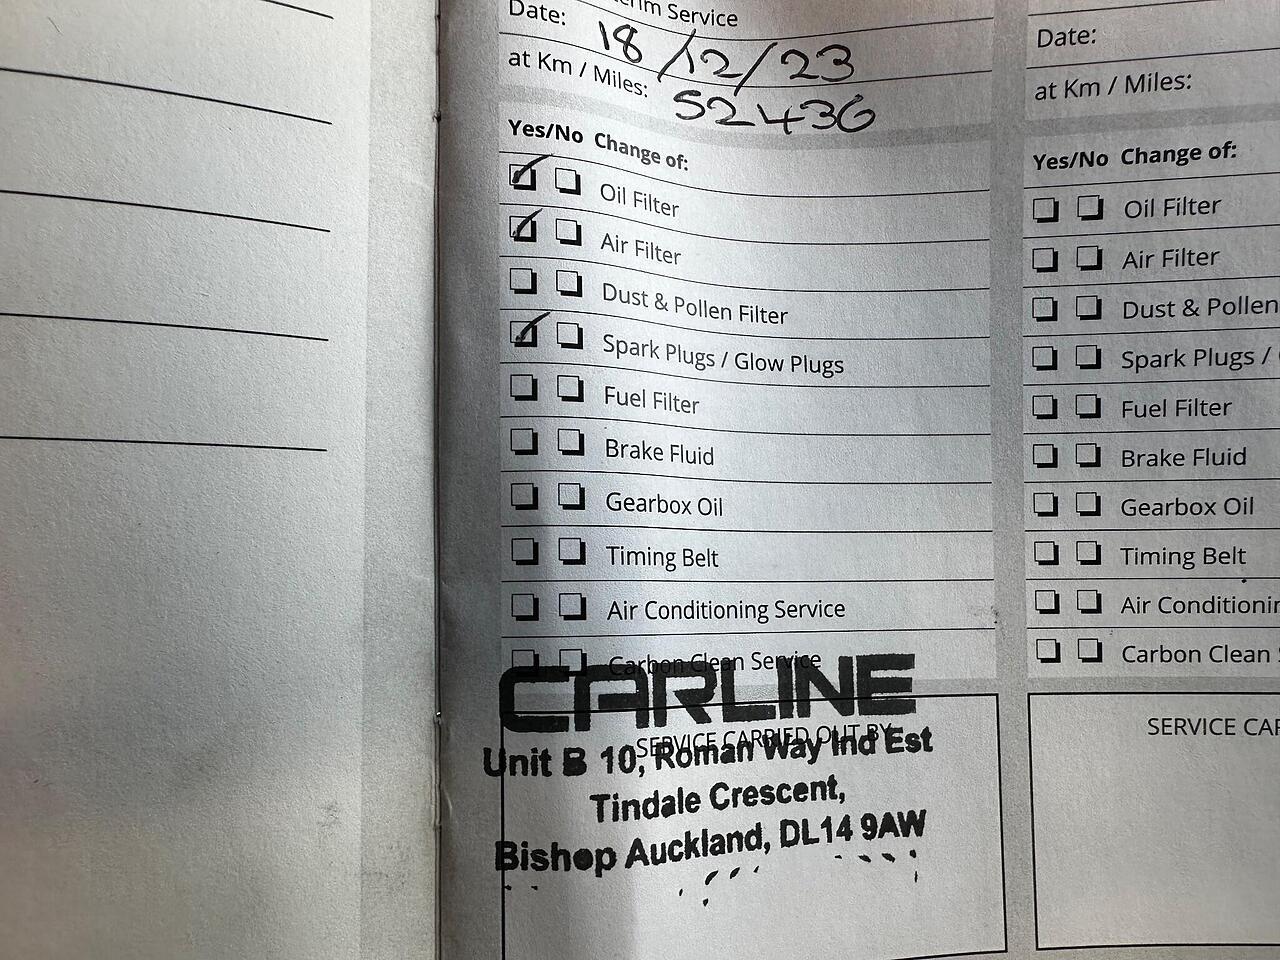 Service
Date: 18/12/23
at Km / Miles: 52436
Yes/No Change of:
Oil Filter
Air Filter
Dust & Pollen Filter
Spark Plugs / Glow Plugs
Fuel Filter
Brake Fluid
Gearbox Oil
Timing Belt
Air Conditioning Service
Carbon Clean Service
CARLINE
SERVICE CARRIED OUT BY
Unit B 10, Roman Way Ind Est
Tindale Crescent,
Bishop Auckland, DL14 9AW
Date:
at Km / Miles:
Yes/No Change of:
Oil Filter
Air Filter
Dust & Pollen
Spark Plugs /
Fuel Filter
Brake Fluid
Gearbox Oil
Timing Belt
Air Conditionin
Carbon Clean
SERVICE CAR